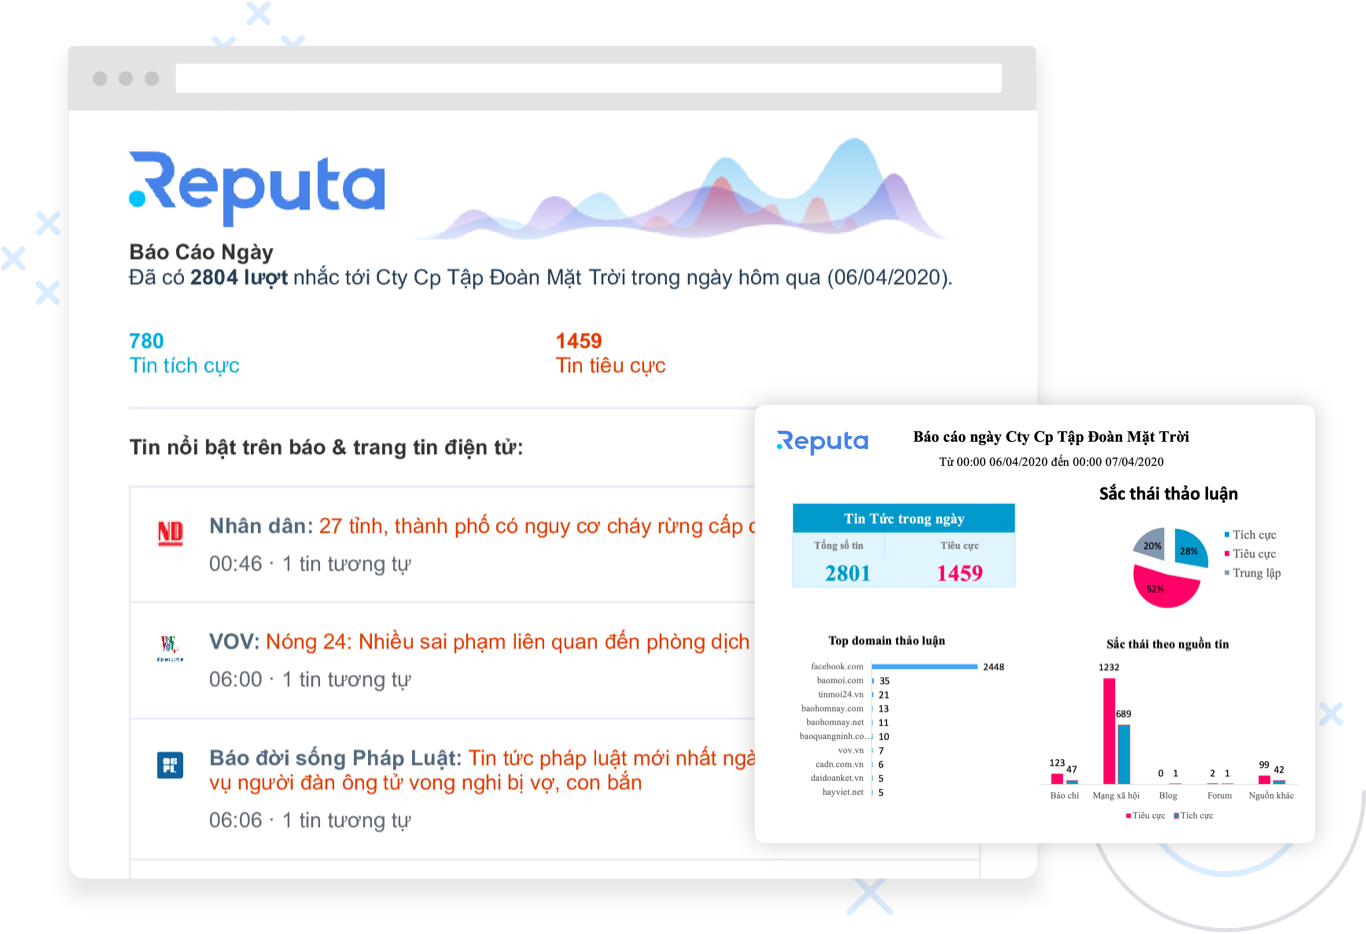 Reputa
Báo Cáo Ngày
Đã có 2804 lượt nhắc tới Cty Cp Tập Đoàn Mặt Trời trong ngày hôm qua (06/04/2020).
780
Tin tích cực
1459
Tin tiêu cực
Tin nổi bật trên báo & trang tin điện tử:
ND
Nhân dân: 27 tỉnh, thành phố có nguy cơ cháy rừng cấp
00:46 · 1 tin tương tự
VOV: Nóng 24: Nhiều sai phạm liên quan đến phòng dịch
06:00 · 1 tin tương tự
ĐS
PL
Báo đời sống Pháp Luật: Tin tức pháp luật mới nhất
vụ người đàn ông tử vong nghi bị vợ, con bắn
06:06 · 1 tin tương tự
Reputa
Báo cáo ngày Cty Cp Tập Đoàn Mặt Trời
Từ 00:00 06/04/2020 đến 00:00 07/04/2020
Tin Tức trong ngày
Tổng số tin Tiêu cực
2801 1459
Sắc thái thảo luận
20% 28%
52%
Tích cực
Tiêu cực
Trung lập
Top domain thảo luận
facebook.com 2448
baomoi.com 35
tinmoi24.vn 21
baohomnay.com 13
baohomnay.net 11
baoquangninh.co... 10
vov.vn 7
cadn.com.vn 6
daidoanket.vn 5
hayviet.net 5
Sắc thái theo nguồn tin
1232
689
123 47
0 1
2 1
99 42
Báo chí Mạng xã hội Blog Forum Nguồn khác
Tiêu cực Tích cực